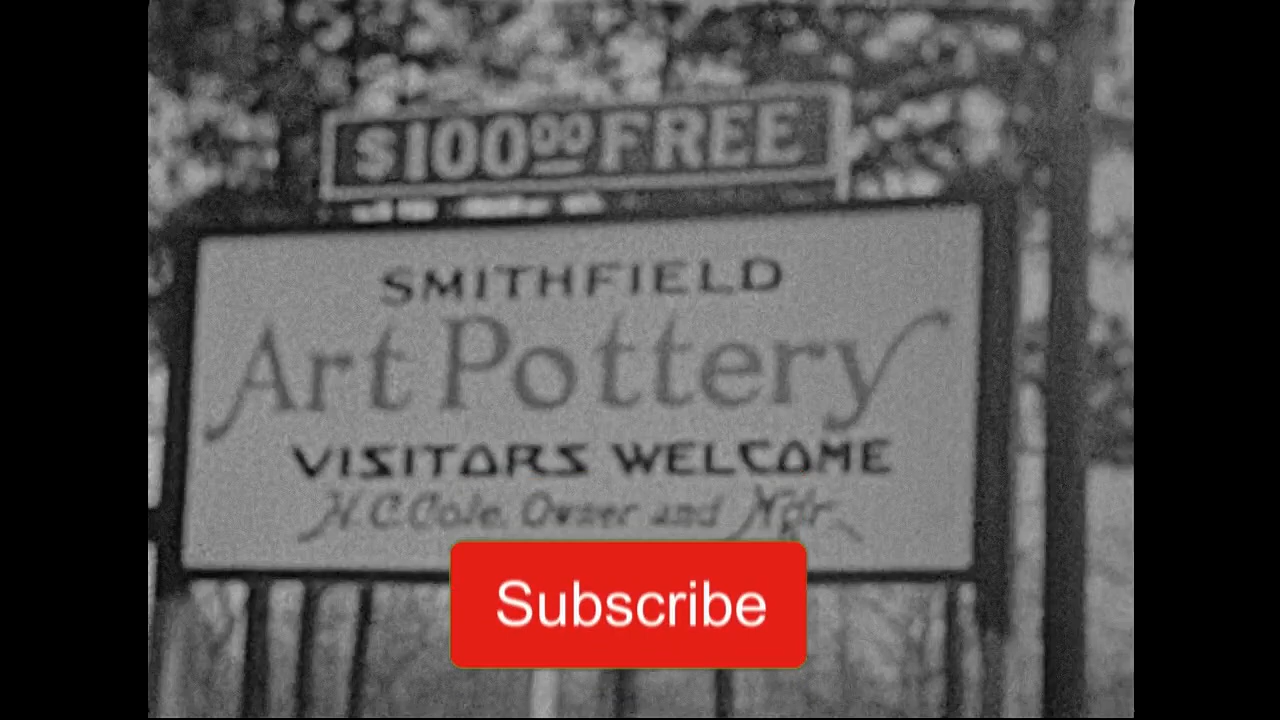 $100 00 FREE
SMITHFIELD
Art Pottery
VISITORS WELCOME
H.C. Cole, Owner and Mgr.
Subscribe